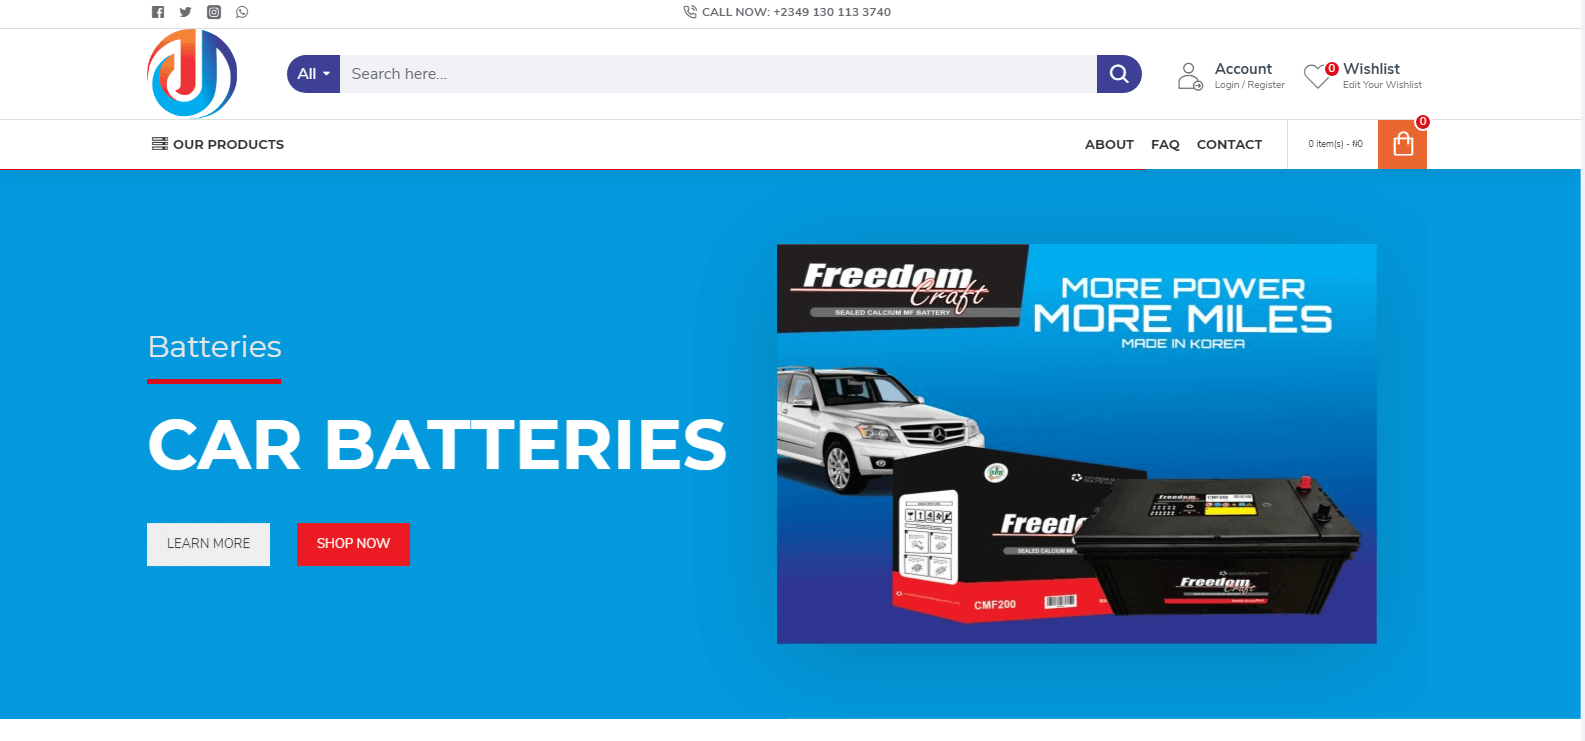 CALL NOW: +2349 130 113 3740
All
Search here...
Account
Login / Register
0
Wishlist
Edit Your Wishlist
OUR PRODUCTS
ABOUT
FAQ
CONTACT
0 item(s) - ₦0
0
Batteries
CAR BATTERIES
LEARN MORE
SHOP NOW
Freedom
Craft
SEALED CALCIUM MF BATTERY
MORE POWER
MORE MILES
MADE IN KOREA
Freedo
SEALED CALCIUM MF
CMF200
Freedom
CMF200
Freedom
Craft